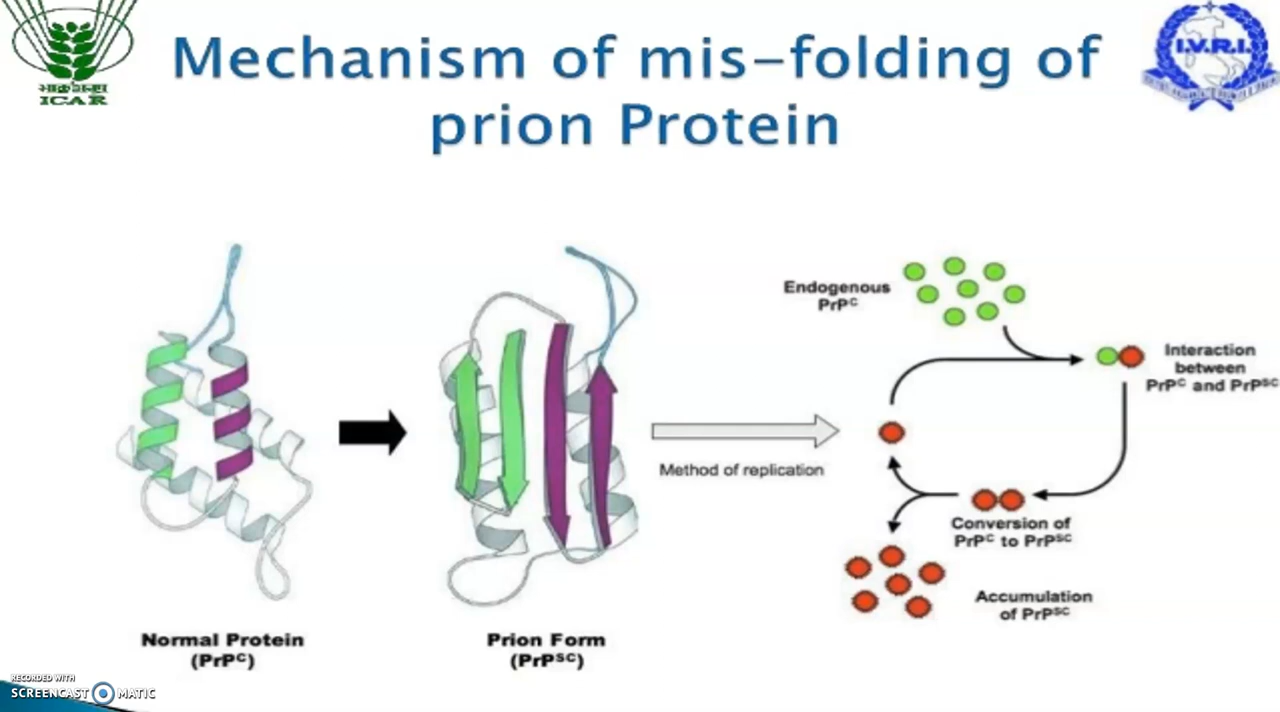 Mechanism of mis-folding of
prion Protein
ICAR
I.V.R.I.
Endogenous
PrPC
Interaction
between
PrPC and PrPSC
Method of replication
Conversion of
PrPC to PrPSC
Accumulation
of PrPSC
Normal Protein
(PrPC)
Prion Form
(PrPSC)
RECORDED WITH
SCREENCAST MATIC